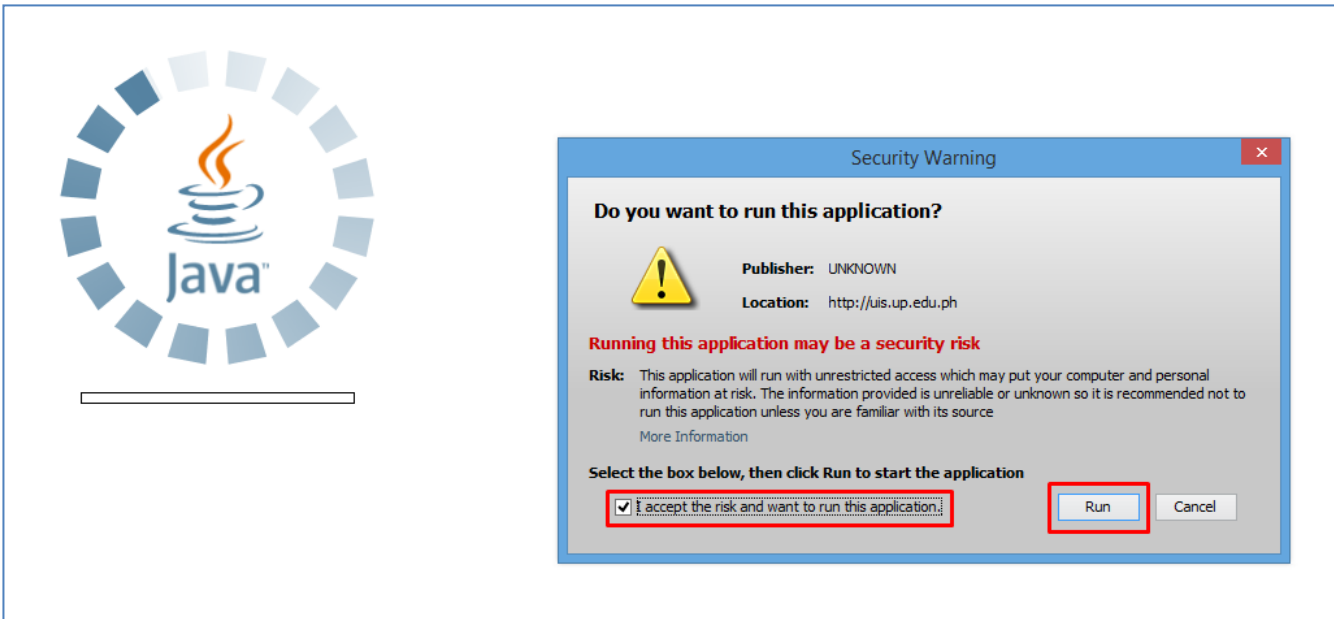 Java™
Security Warning
Do you want to run this application?
Publisher: UNKNOWN
Location: http://uis.up.edu.ph
Running this application may be a security risk
Risk: This application will run with unrestricted access which may put your computer and personal
information at risk. The information provided is unreliable or unknown so it is recommended not to
run this application unless you are familiar with its source
More Information
Select the box below, then click Run to start the application
I accept the risk and want to run this application.
Run Cancel